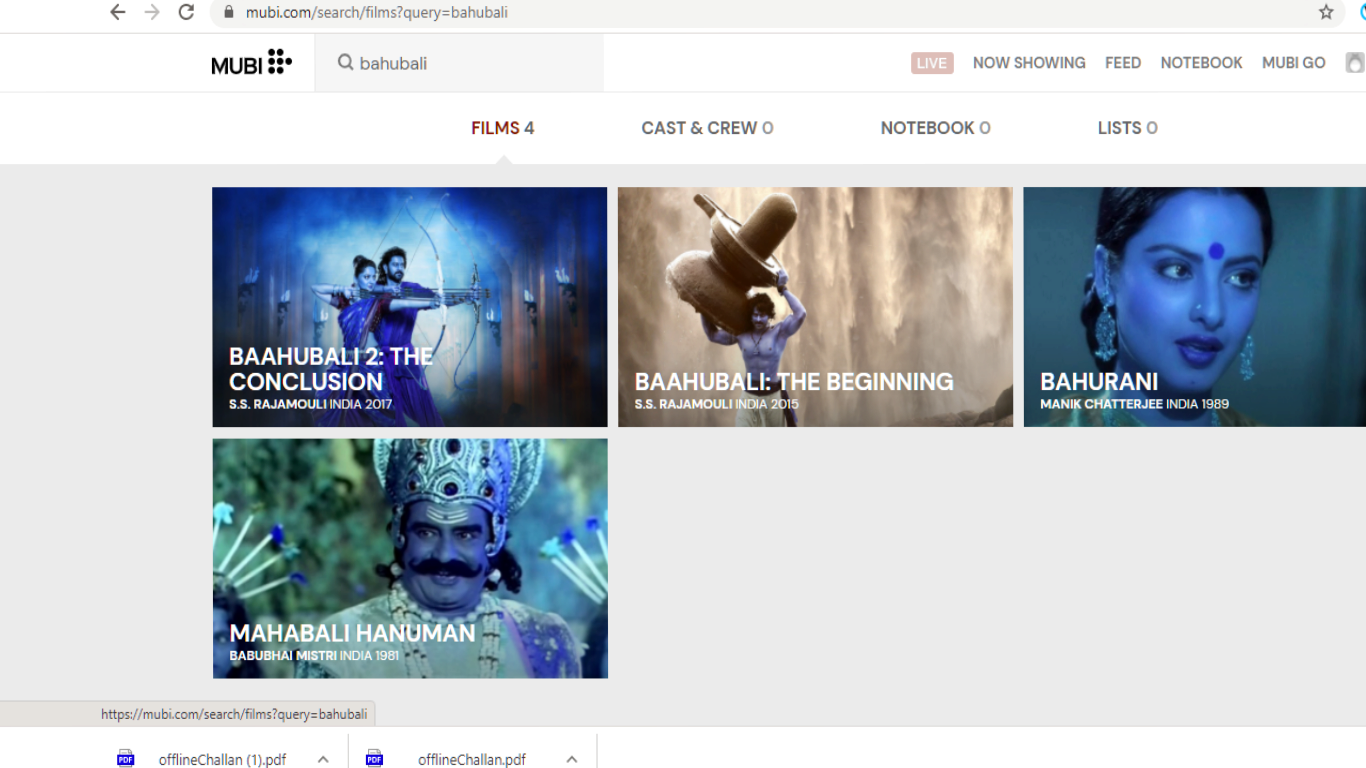 mubi.com/search/films?query=bahubali
MUBI
bahubali
LIVE NOW SHOWING FEED NOTEBOOK MUBI GO
FILMS 4 CAST & CREW 0 NOTEBOOK 0 LISTS 0
BAAHUBALI 2: THE
CONCLUSION
S.S. RAJAMOULI INDIA 2017
BAAHUBALI: THE BEGINNING
S.S. RAJAMOULI INDIA 2015
BAHURANI
MANIK CHATTERJEE INDIA 1989
MAHABALI HANUMAN
BABUBHAI MISTRI INDIA 1981
https://mubi.com/search/films?query=bahubali
PDF offlineChallan (1).pdf PDF offlineChallan.pdf